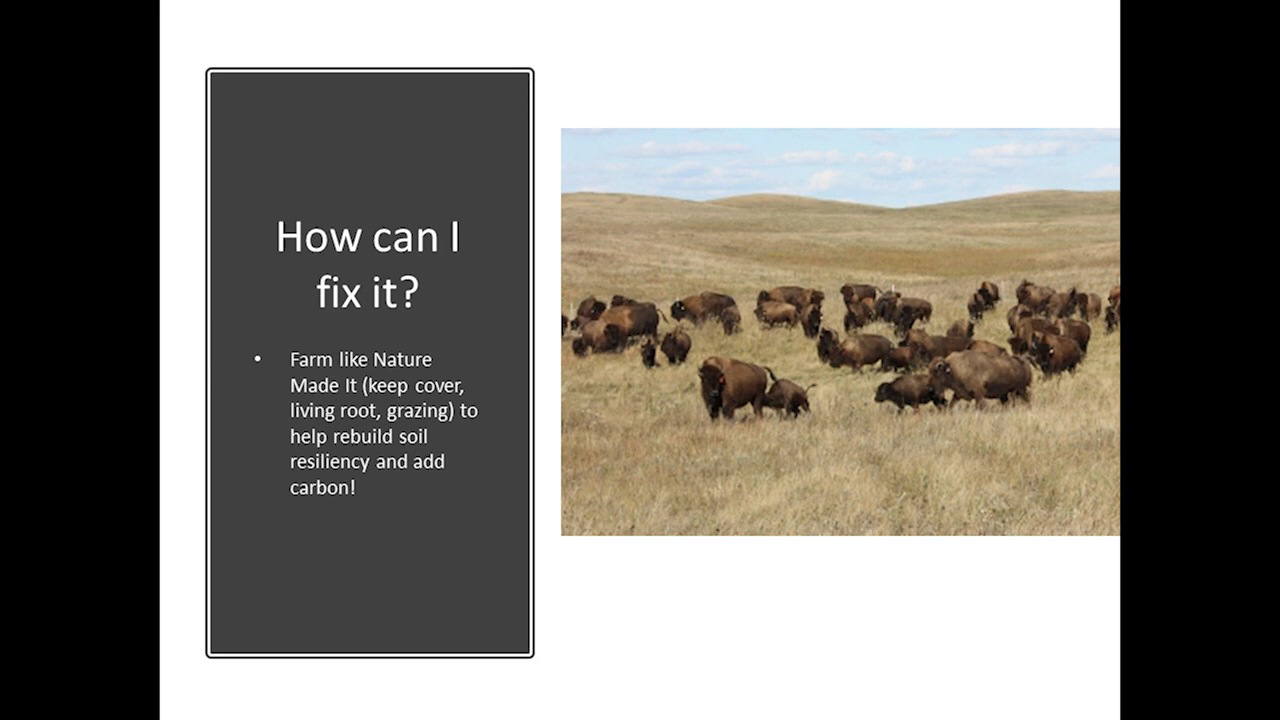 How can I
fix it?
• Farm like Nature
Made It (keep cover,
living root, grazing) to
help rebuild soil
resiliency and add
carbon!